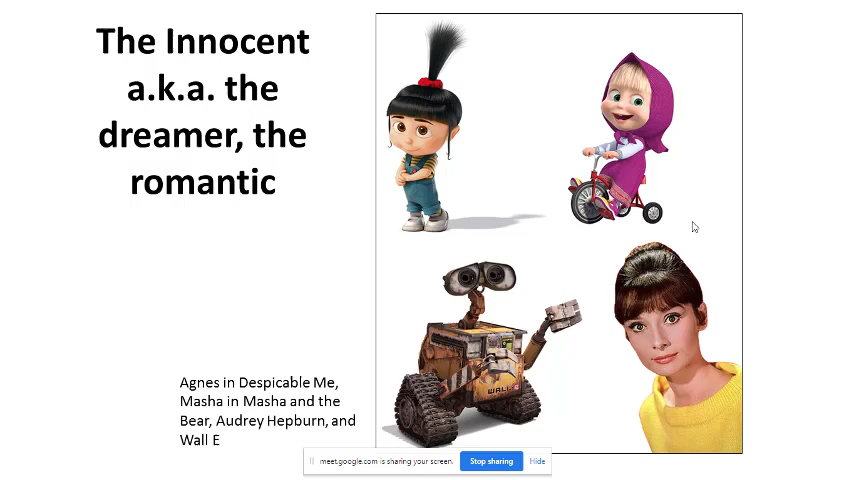 The Innocent
a.k.a. the
dreamer, the
romantic
WALL·E
Agnes in Despicable Me,
Masha in Masha and the
Bear, Audrey Hepburn, and
Wall E
meet.google.com is sharing your screen.
Stop sharing
Hide